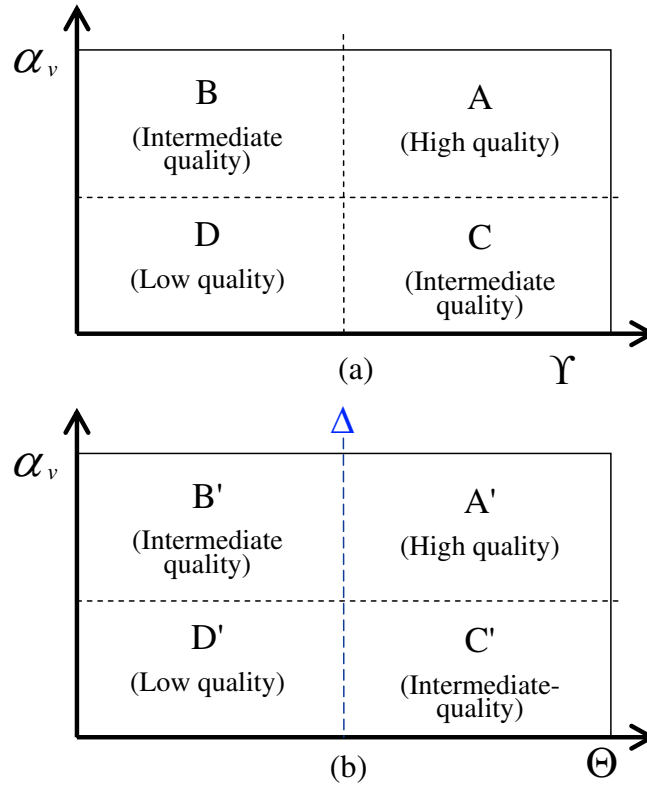 α_v
B
A
(Intermediate
quality)
(High quality)
D
C
(Low quality)
(Intermediate
quality)
(a)
ϒ
Δ
α_v
B'
A'
(Intermediate
quality)
(High quality)
D'
C'
(Low quality)
(Intermediate-
quality)
(b)
Θ